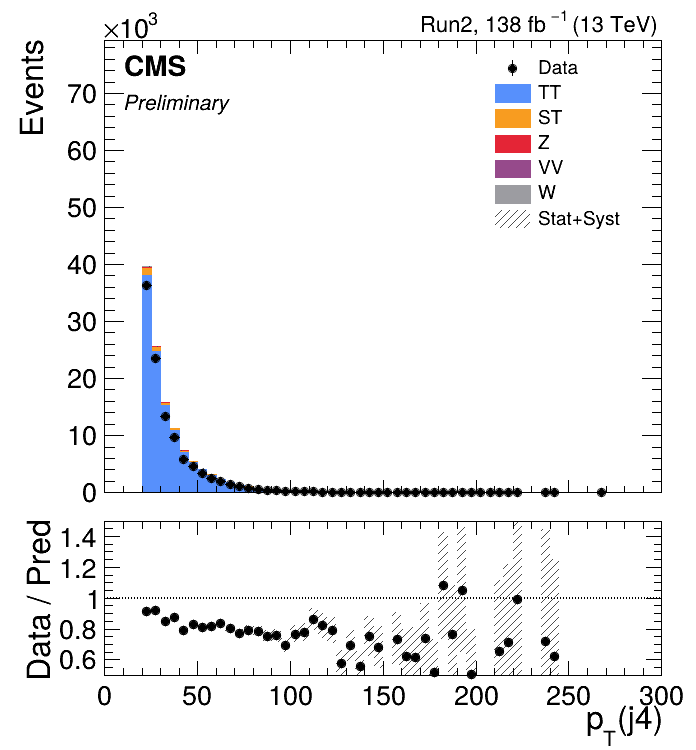 ×10³
Run2, 138 fb⁻¹ (13 TeV)
CMS
Preliminary
Events
70
60
50
40
30
20
10
0
Data
TT
ST
Z
VV
W
Stat+Syst
Data / Pred
1.4
1.2
1
0.8
0.6
0 50 100 150 200 250 300
p_T(j4)